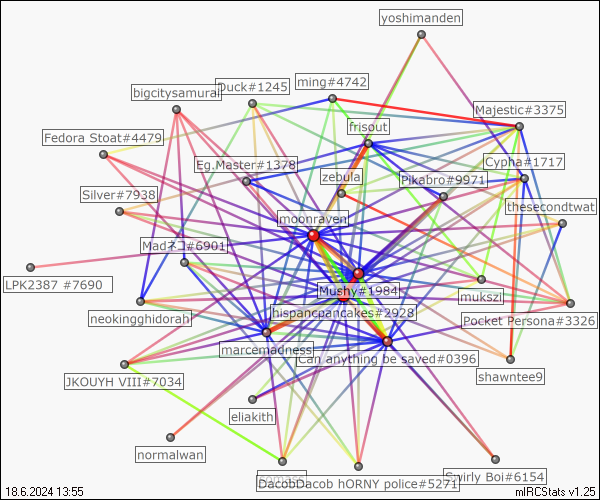 yoshimanden
ming#4742
Duck#1245
bigcitysamurai
Majestic#3375
frisout
Fedora Stoat#4479
Eg.Master#1378
Cypha#1717
zebula
Pikabro#9971
Silver#7938
thesecondtwat
moonraven
Madネコ#6901
LPK2387 #7690
Mushy#1984
mukszi
hispancpancakes#2928
neokingghidorah
Pocket Persona#3326
marcemadness
Can anything be saved#0396
JKOUYH VIII#7034
shawntee9
eliakith
normalwan
DacobDacob hORNY police#5271
Swirly Boi#6154
18.6.2024 13:55
mIRCStats v1.25